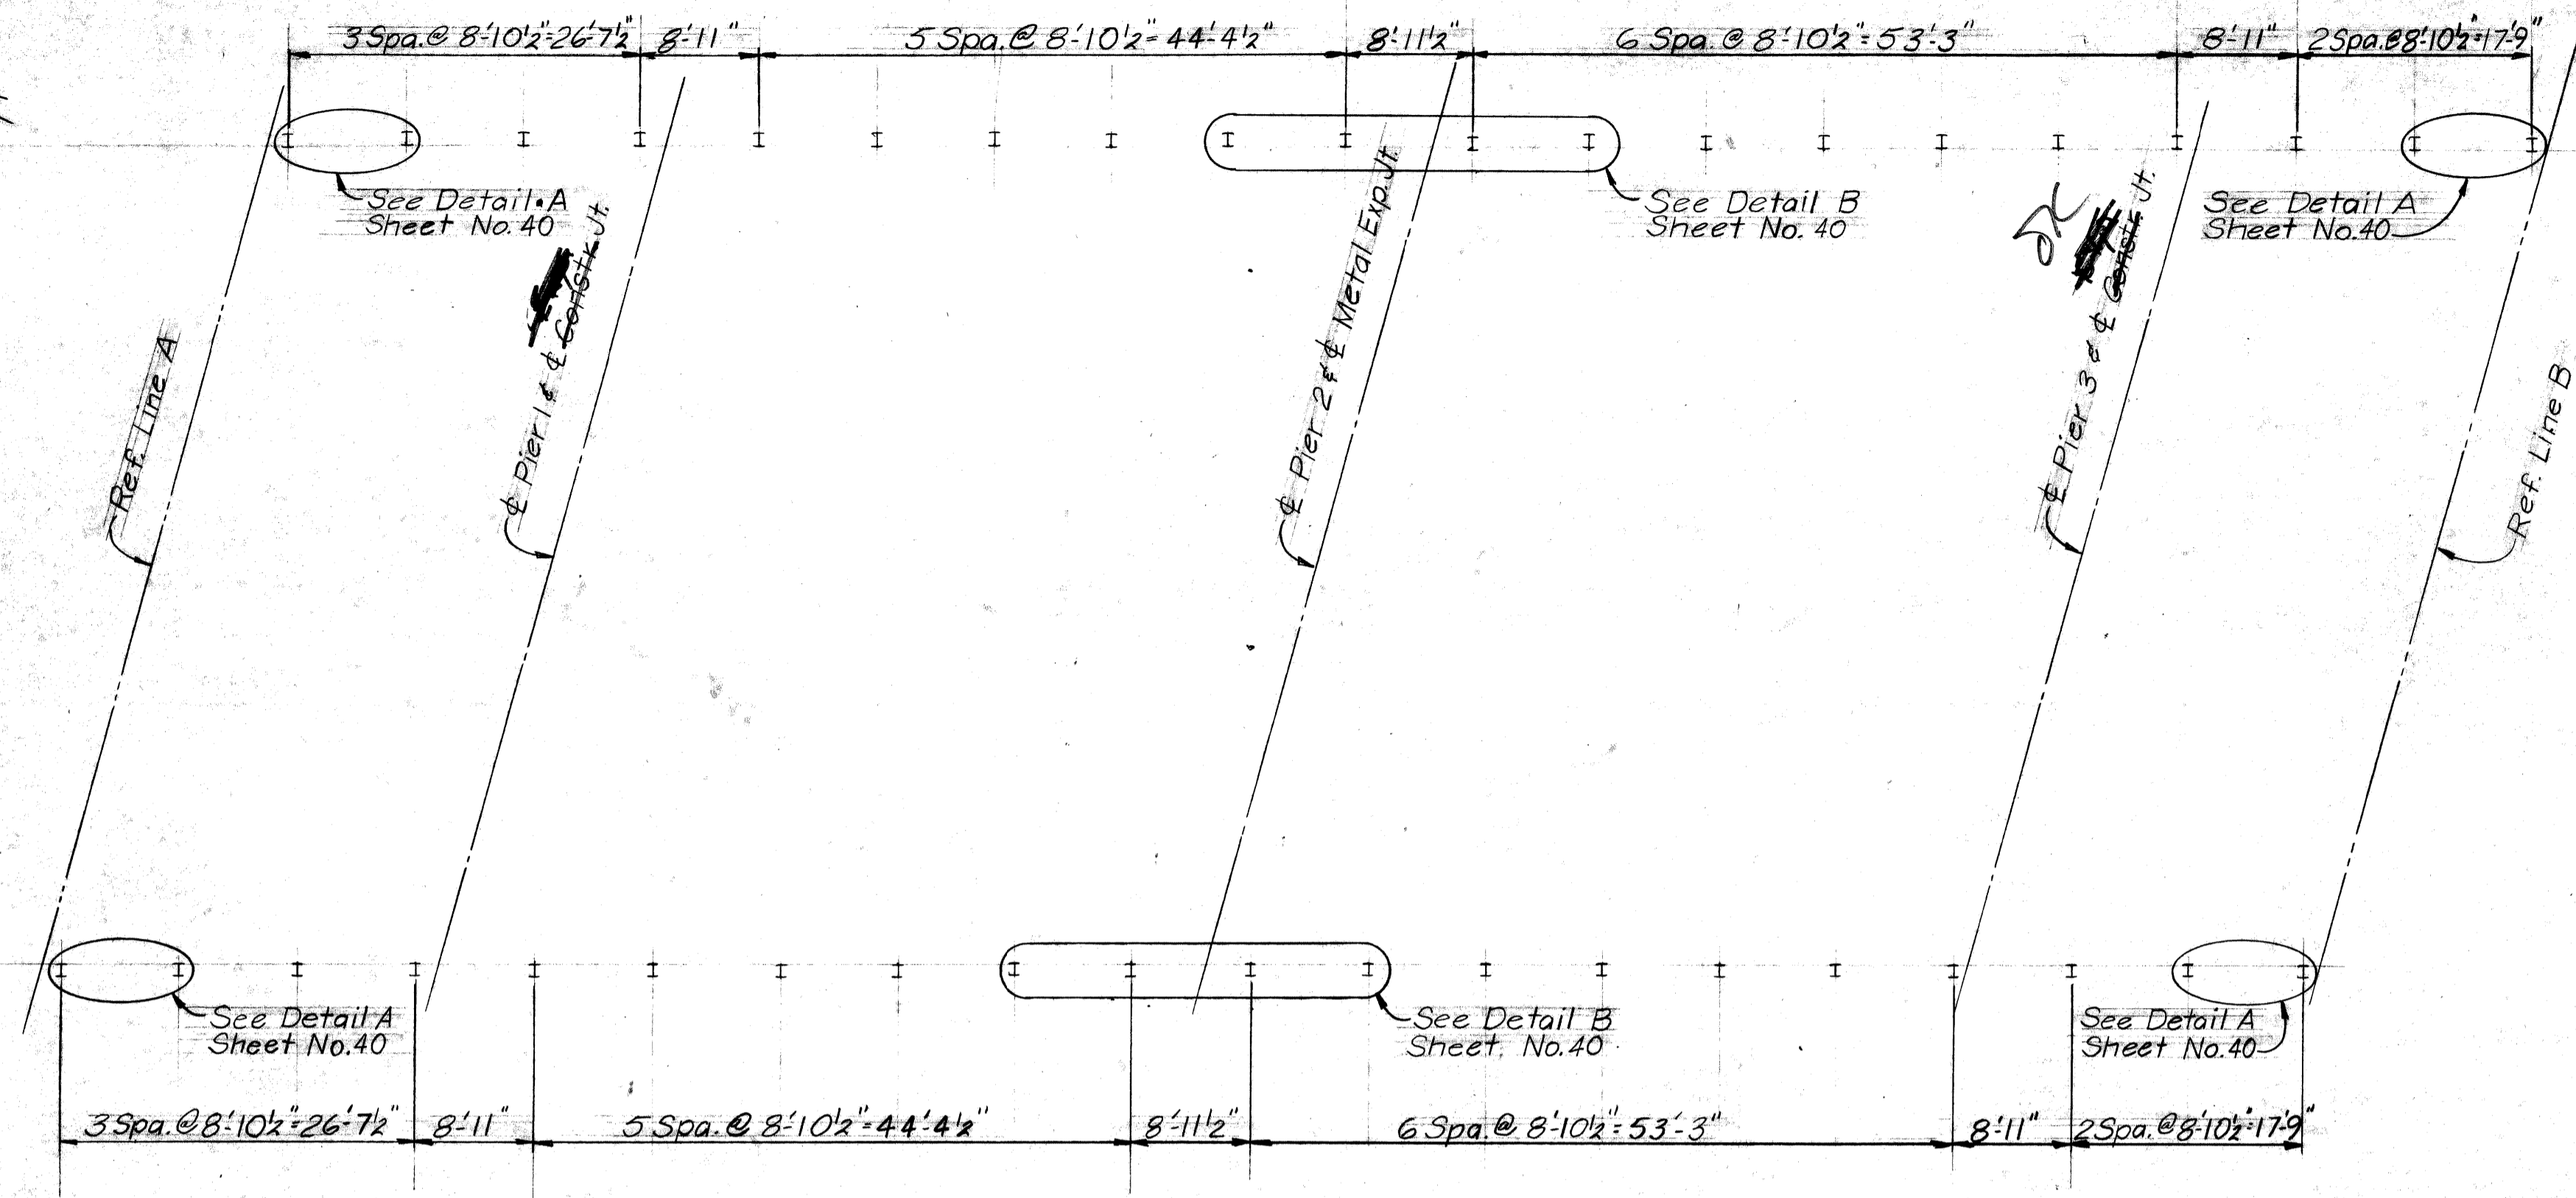 3 Spa. @ 8'-10½" = 26'-7½"
8'-11"
5 Spa. @ 8'-10½" = 44'-4½"
8'-11½"
6 Spa. @ 8'-10½" = 53'-3"
8'-11"
2 Spa. @ 8'-10½" = 17'-9"
See Detail A
Sheet No. 40
See Detail B
Sheet No. 40
See Detail A
Sheet No. 40
Ref. Line A
℄ Pier 1 & ℄ Constr. Jt.
℄ Pier 2 & ℄ Metal Exp. Jt.
℄ Pier 3 & ℄ Constr. Jt.
Ref. Line B
See Detail A
Sheet No. 40
See Detail B
Sheet No. 40
See Detail A
Sheet No. 40
3 Spa. @ 8'-10½" = 26'-7½"
8'-11"
5 Spa. @ 8'-10½" = 44'-4½"
8'-11½"
6 Spa. @ 8'-10½" = 53'-3"
8'-11"
2 Spa. @ 8'-10½" = 17'-9"